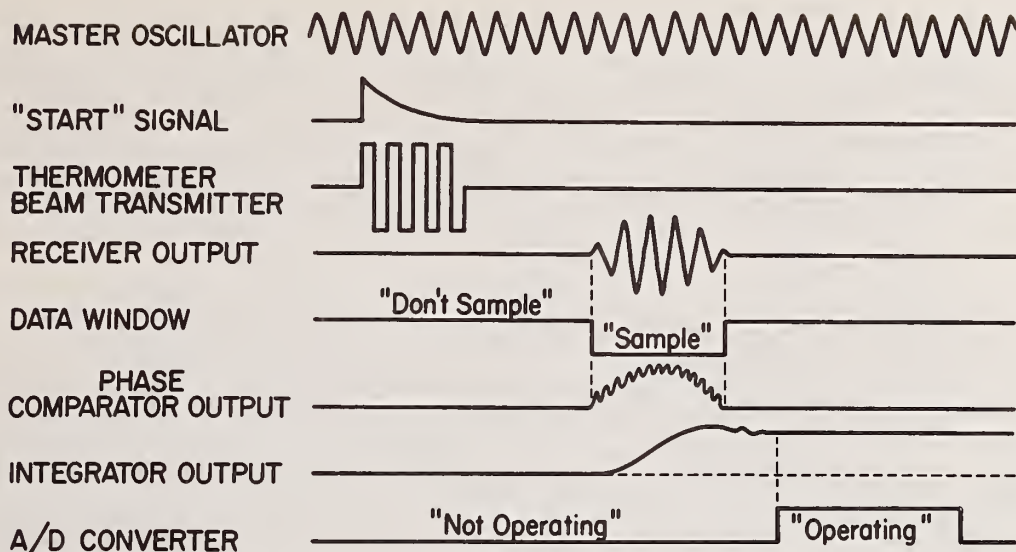 MASTER OSCILLATOR
"START" SIGNAL
THERMOMETER
BEAM TRANSMITTER
RECEIVER OUTPUT
"Don't Sample"
DATA WINDOW
"Sample"
PHASE
COMPARATOR OUTPUT
INTEGRATOR OUTPUT
"Not Operating"
"Operating"
A/D CONVERTER